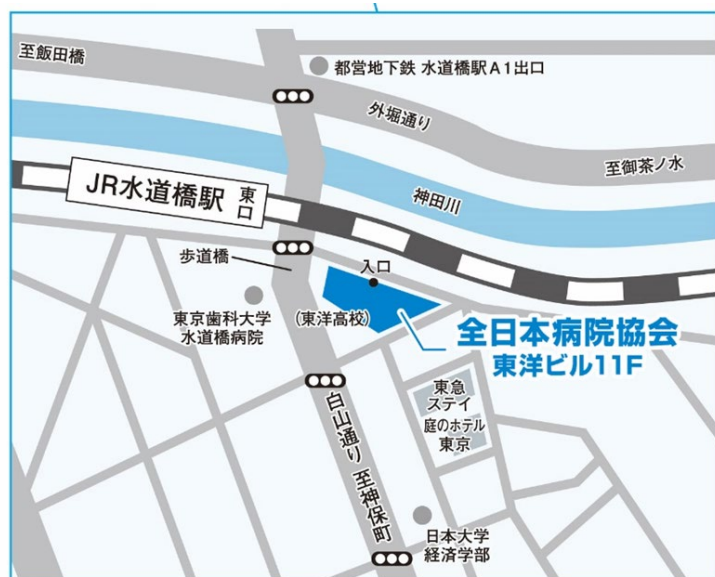 至飯田橋
都営地下鉄 水道橋駅A1出口
外堀通り
至御茶ノ水
神田川
JR水道橋駅
東口
歩道橋
入口
東京歯科大学
水道橋病院
(東洋高校)
全日本病院協会
東洋ビル11F
東急
ステイ
庭のホテル
東京
白山通り 至神保町
日本大学
経済学部